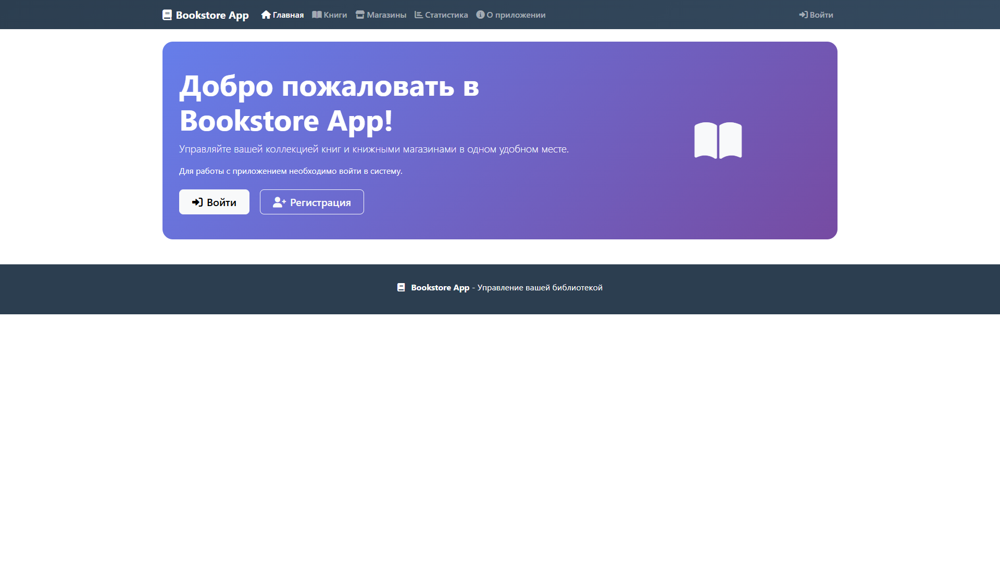 Bookstore App Главная Книги Магазины Статистика О приложении Войти
Добро пожаловать в
Bookstore App!
Управляйте вашей коллекцией книг и книжными магазинами в одном удобном месте.
Для работы с приложением необходимо войти в систему.
Войти Регистрация
Bookstore App - Управление вашей библиотекой